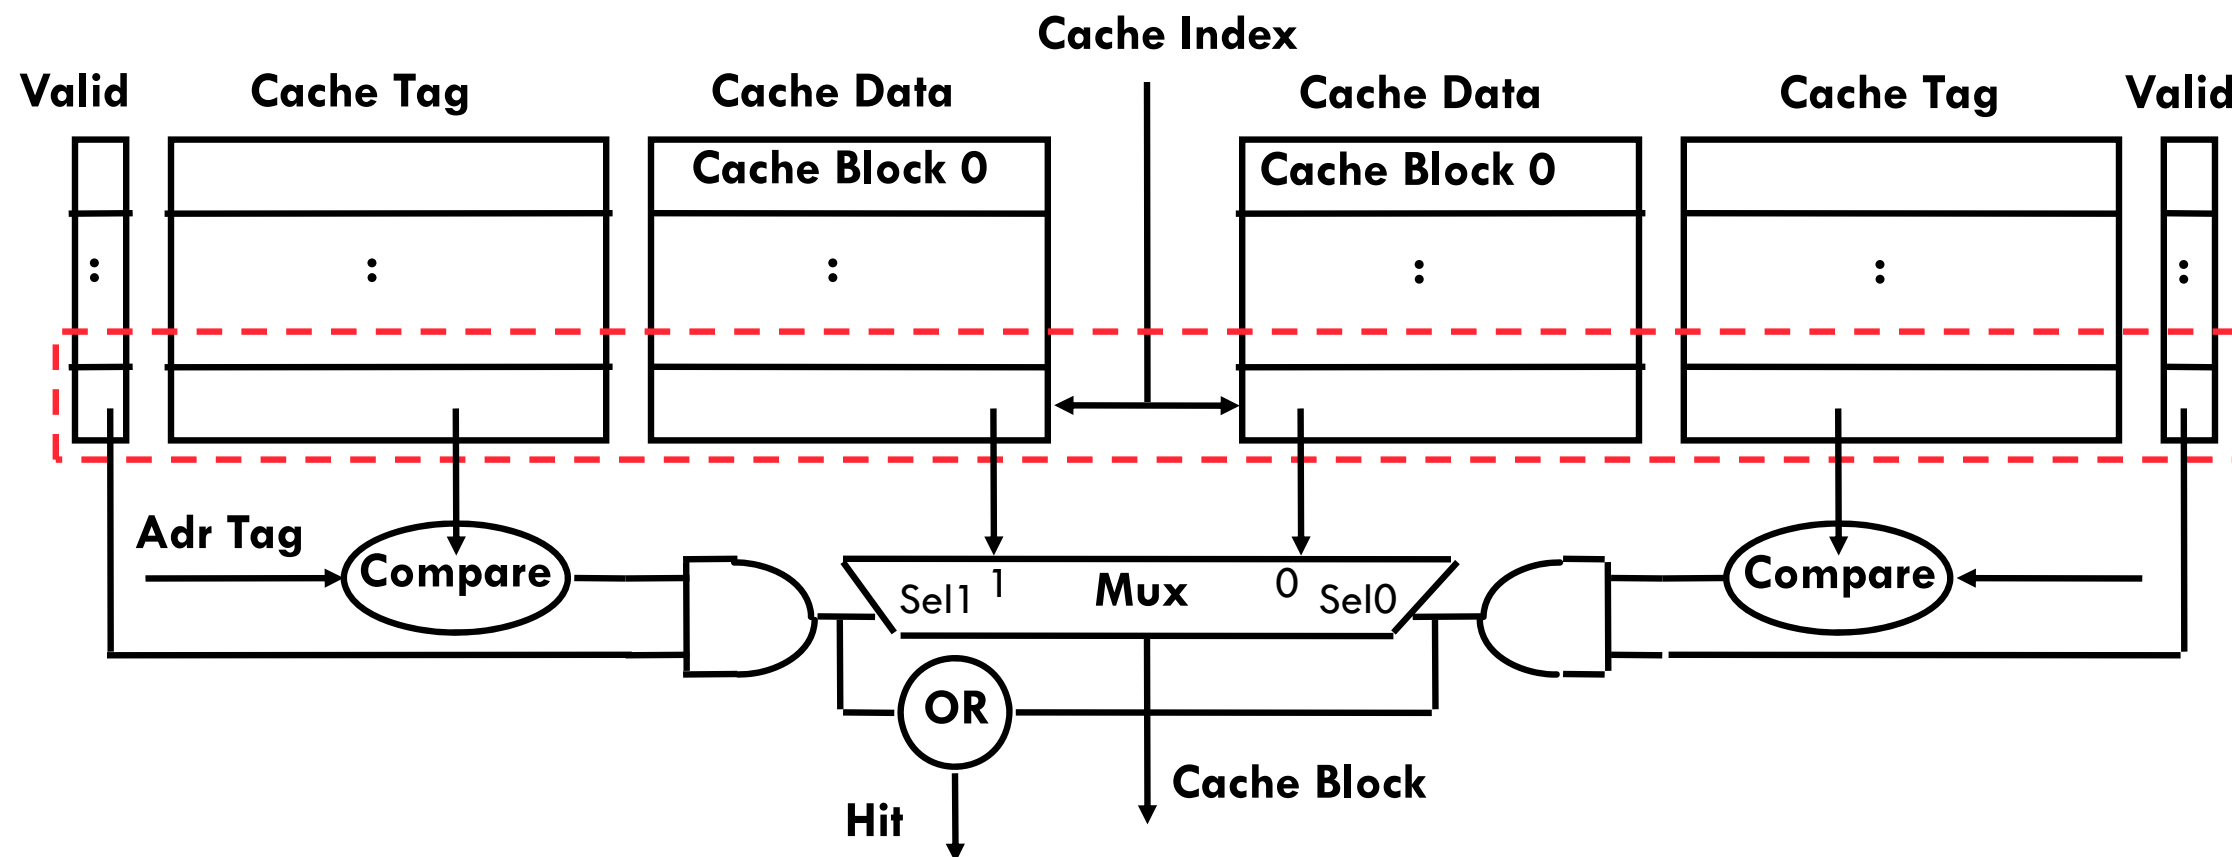 Cache Index
Valid
Cache Tag
Cache Data
Cache Data
Cache Tag
Valid
Cache Block 0
Cache Block 0
:
:
:
:
:
:
Adr Tag
Compare
Sel1
1
Mux
0
Sel0
Compare
OR
Cache Block
Hit